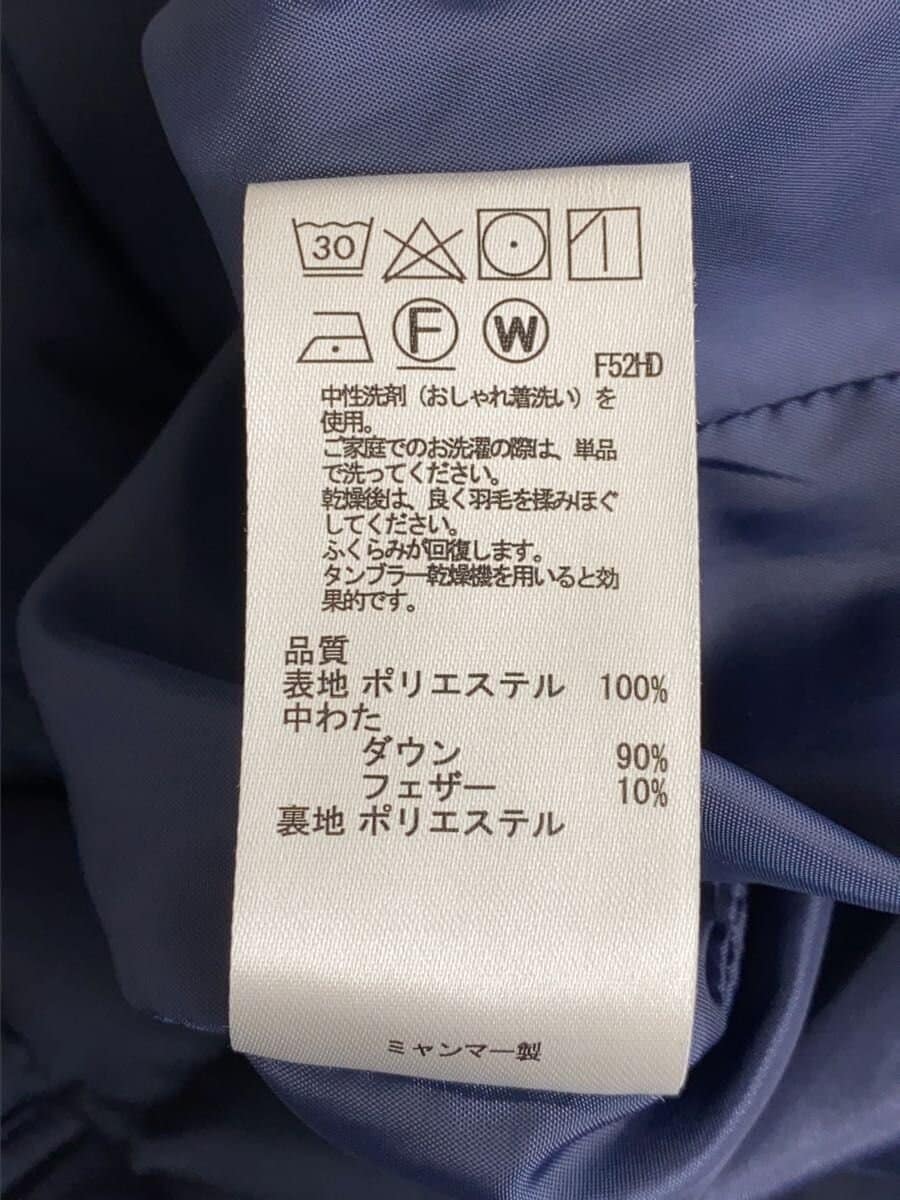 30
F W F52HD
中性洗剤（おしゃれ着洗い）を
使用。
ご家庭でのお洗濯の際は、単品
で洗ってください。
乾燥後は、良く羽毛を揉みほぐ
してください。
ふくらみが回復します。
タンブラー乾燥機を用いると効
果的です。
品質
表地 ポリエステル 100%
中わた
ダウン 90%
フェザー 10%
裏地 ポリエステル
ミャンマー製